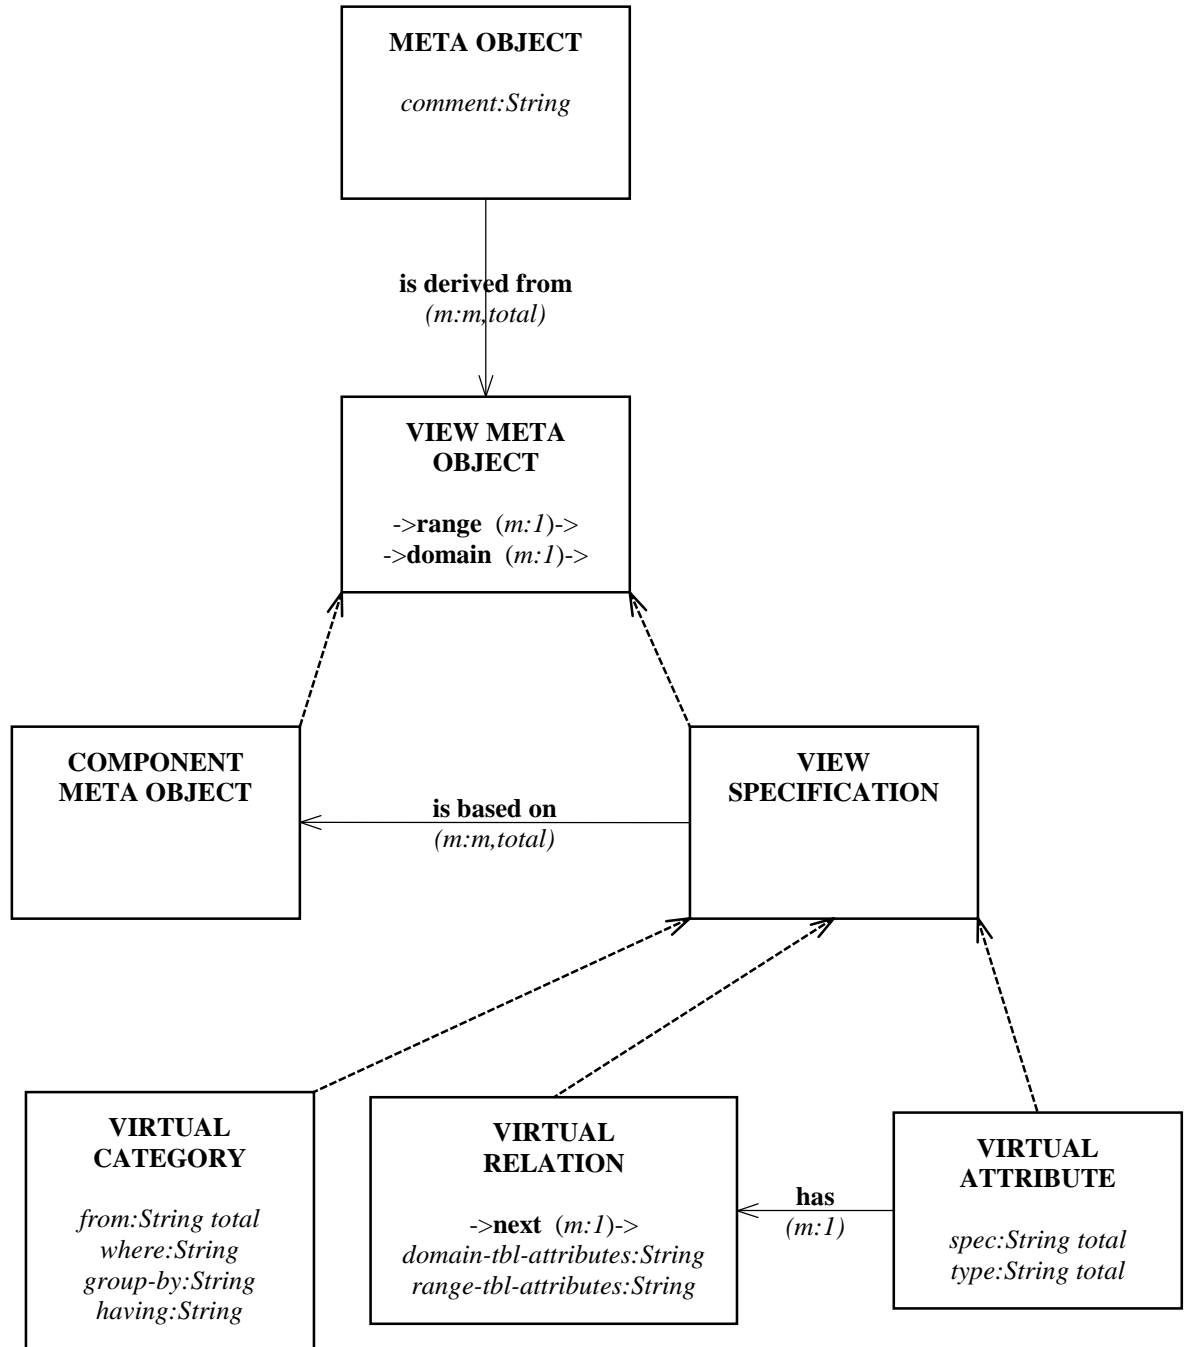 META OBJECT
comment:String
is derived from
(m:m,total)
VIEW META
OBJECT
->range (m:1)->
->domain (m:1)->
COMPONENT
META OBJECT
is based on
(m:m,total)
VIEW
SPECIFICATION
VIRTUAL
CATEGORY
from:String total
where:String
group-by:String
having:String
VIRTUAL
RELATION
->next (m:1)->
domain-tbl-attributes:String
range-tbl-attributes:String
has
(m:1)
VIRTUAL
ATTRIBUTE
spec:String total
type:String total